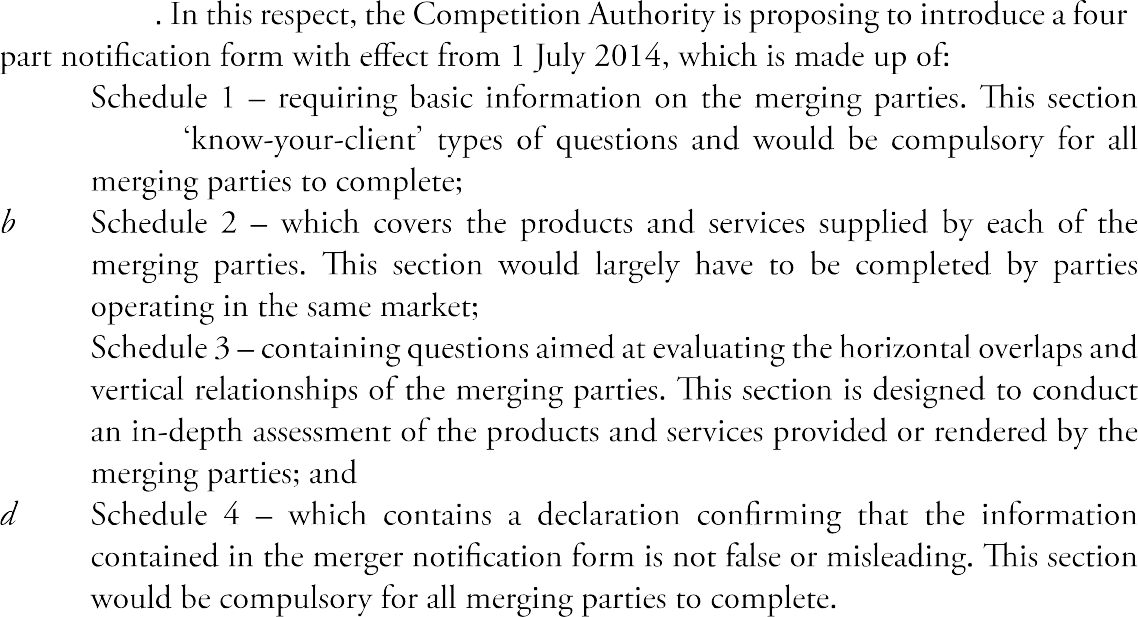 . In this respect, the Competition Authority is proposing to introduce a four
part notification form with effect from 1 July 2014, which is made up of:
Schedule 1 – requiring basic information on the merging parties. This section
‘know-your-client’ types of questions and would be compulsory for all
merging parties to complete;
b Schedule 2 – which covers the products and services supplied by each of the
merging parties. This section would largely have to be completed by parties
operating in the same market;
Schedule 3 – containing questions aimed at evaluating the horizontal overlaps and
vertical relationships of the merging parties. This section is designed to conduct
an in-depth assessment of the products and services provided or rendered by the
merging parties; and
d Schedule 4 – which contains a declaration confirming that the information
contained in the merger notification form is not false or misleading. This section
would be compulsory for all merging parties to complete.